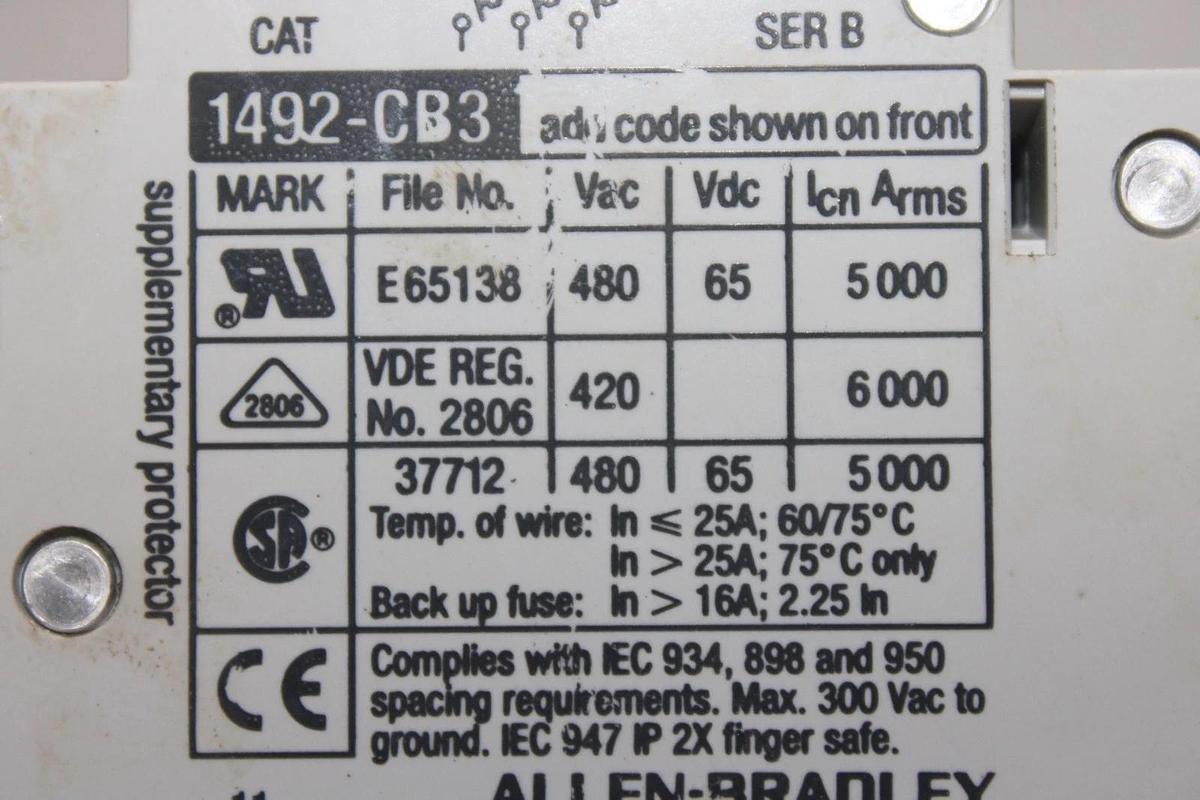 CAT SER B
1492-CB3 add code shown on front
MARK File No. Vac Vdc Icn Arms
RU ® E65138 480 65 5000
2806 VDE REG. No. 2806 420 6000
37712 480 65 5000
SA ® Temp. of wire: In ≤ 25A; 60/75°C
In > 25A; 75°C only
Back up fuse: In > 16A; 2.25 In
CE Complies with IEC 934, 898 and 950
spacing requirements. Max. 300 Vac to
ground. IEC 947 IP 2X finger safe.
ALLEN-BRADLEY
supplementary protector